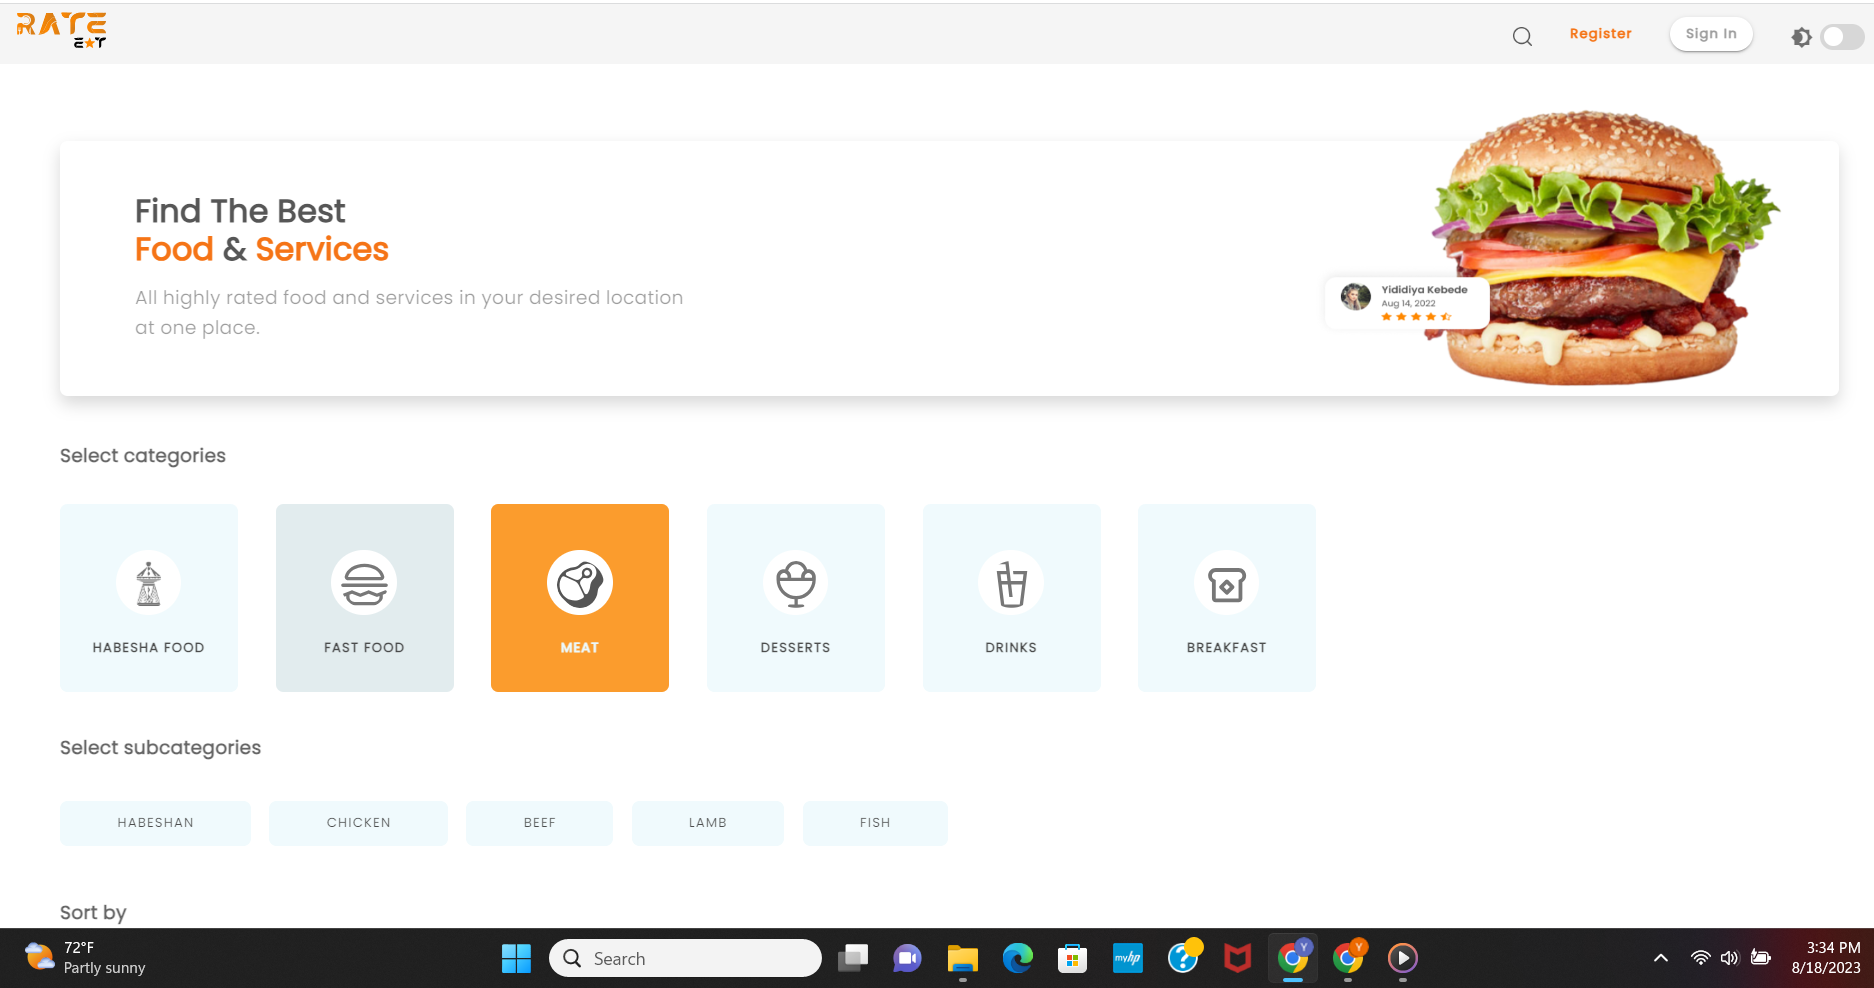 RATE
EAT
Register
Sign In
Find The Best
Food & Services
All highly rated food and services in your desired location
at one place.
Yididiya Kebede
Aug 14, 2022
Select categories
HABESHA FOOD
FAST FOOD
MEAT
DESSERTS
DRINKS
BREAKFAST
Select subcategories
HABESHAN
CHICKEN
BEEF
LAMB
FISH
Sort by
72°F
Partly sunny
Search
myhp
?
Y
Y
3:34 PM
8/18/2023